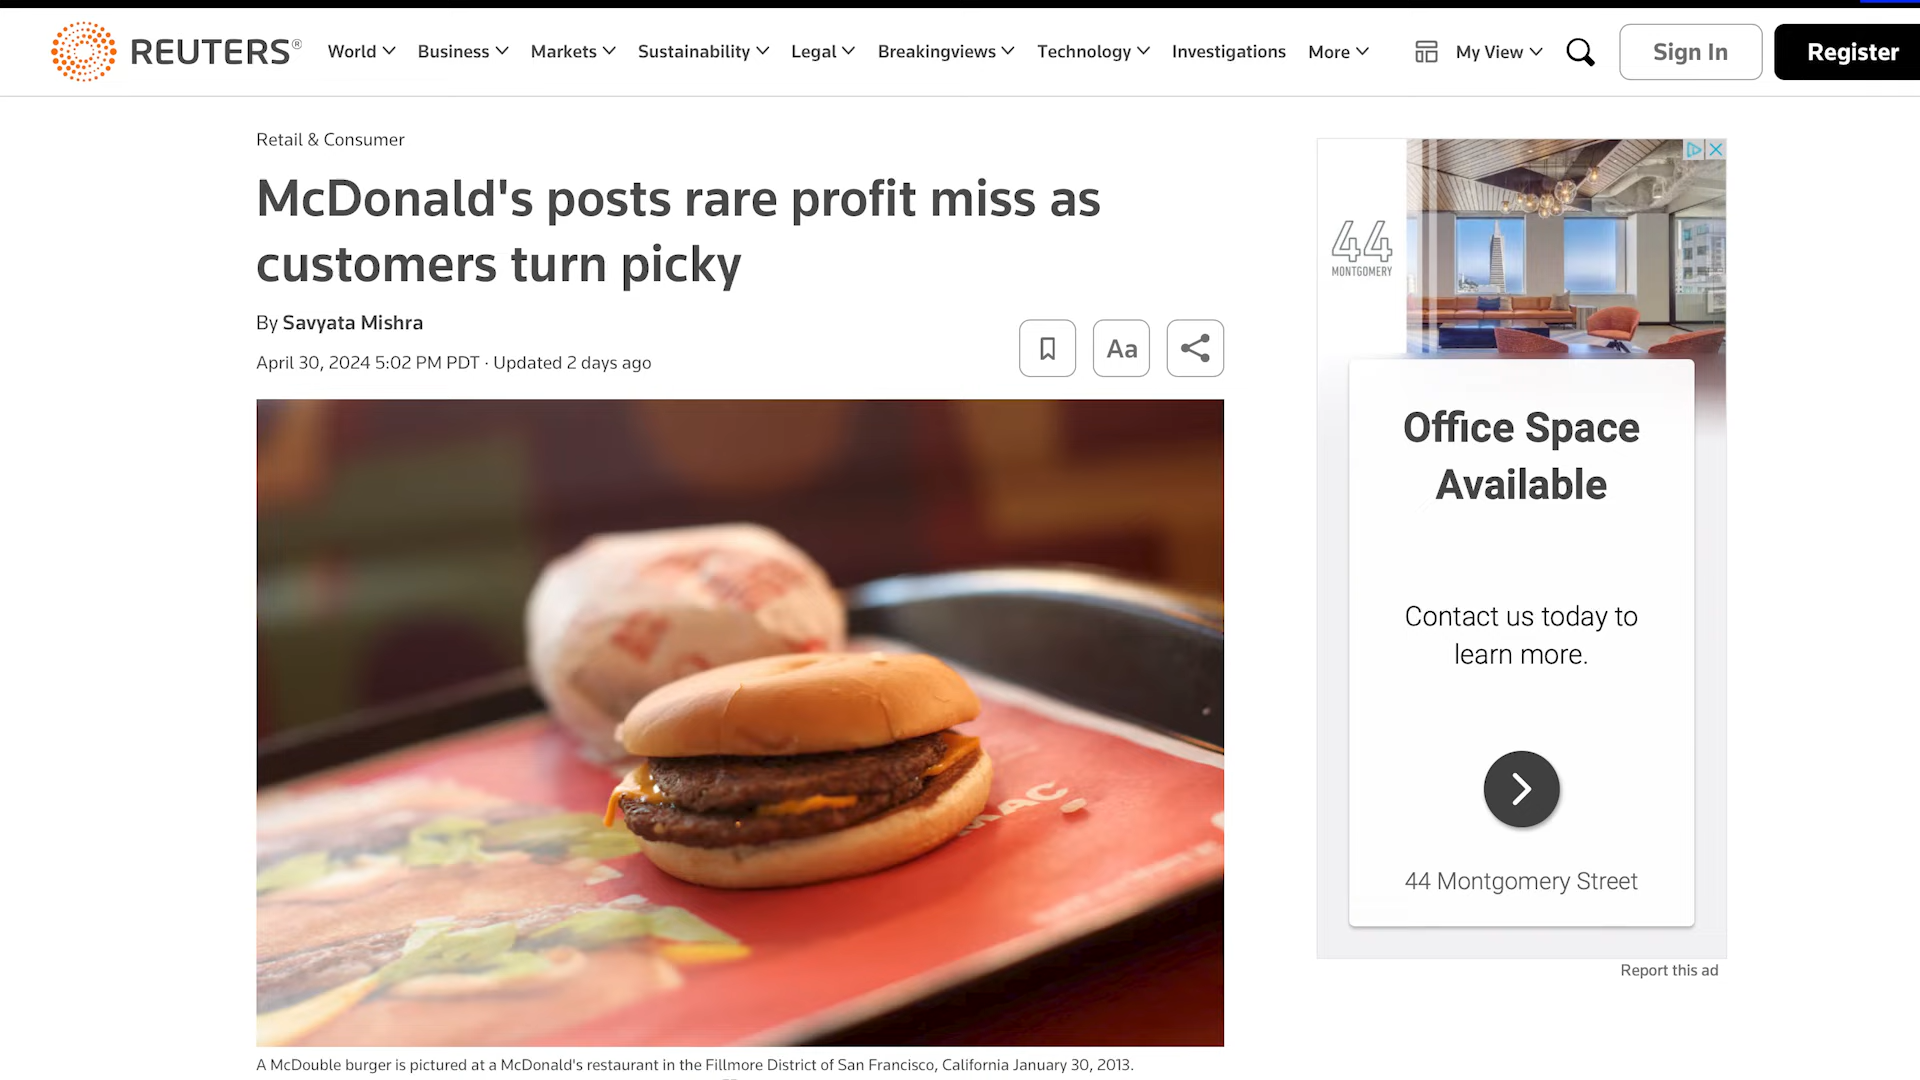 REUTERS®
World
Business
Markets
Sustainability
Legal
Breakingviews
Technology
Investigations
More
My View
Sign In
Register
Retail & Consumer
McDonald's posts rare profit miss as
customers turn picky
By Savyata Mishra
April 30, 2024 5:02 PM PDT · Updated 2 days ago
Aa
MAC
A McDouble burger is pictured at a McDonald's restaurant in the Fillmore District of San Francisco, California January 30, 2013.
44
MONTGOMERY
Office Space
Available
Contact us today to
learn more.
44 Montgomery Street
Report this ad